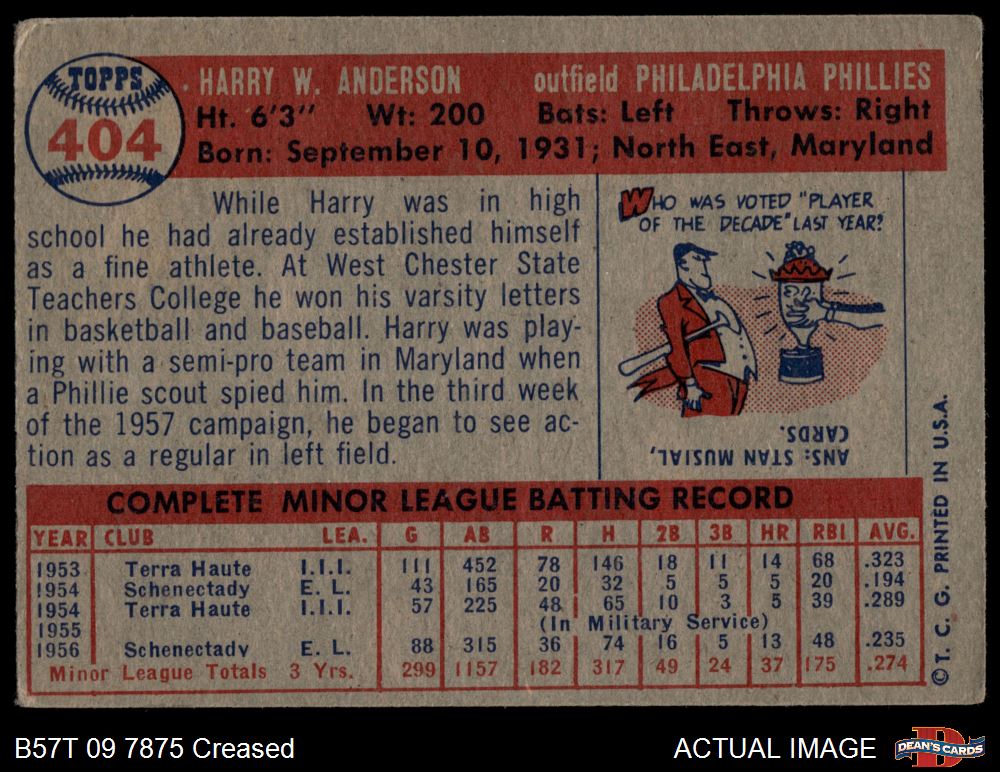 TOPPS
404
HARRY W. ANDERSON outfield PHILADELPHIA PHILLIES
Ht. 6'3" Wt: 200 Bats: Left Throws: Right
Born: September 10, 1931; North East, Maryland
While Harry was in high
school he had already established himself
as a fine athlete. At West Chester State
Teachers College he won his varsity letters
in basketball and baseball. Harry was play-
ing with a semi-pro team in Maryland when
a Phillie scout spied him. In the third week
of the 1957 campaign, he began to see ac-
tion as a regular in left field.
WHO WAS VOTED "PLAYER
OF THE DECADE" LAST YEAR?
ANS: STAN MUSIAL,
CARDS.
COMPLETE MINOR LEAGUE BATTING RECORD
YEAR CLUB LEA. G AB R H 2B 3B HR RBI AVG.
1953 Terra Haute I.I.I. 111 452 78 146 18 11 14 68 .323
1954 Schenectady E. L. 43 165 20 32 5 5 5 20 .194
1954 Terra Haute I.I.I. 57 225 48 65 10 3 5 39 .289
1955 (In Military Service)
1956 Schenectady E. L. 88 315 36 74 16 5 13 48 .235
Minor League Totals 3 Yrs. 299 1157 182 317 49 24 37 175 .274
© T. C. G. PRINTED IN U.S.A.
B57T 09 7875 Creased
ACTUAL IMAGE
DEAN'S CARDS